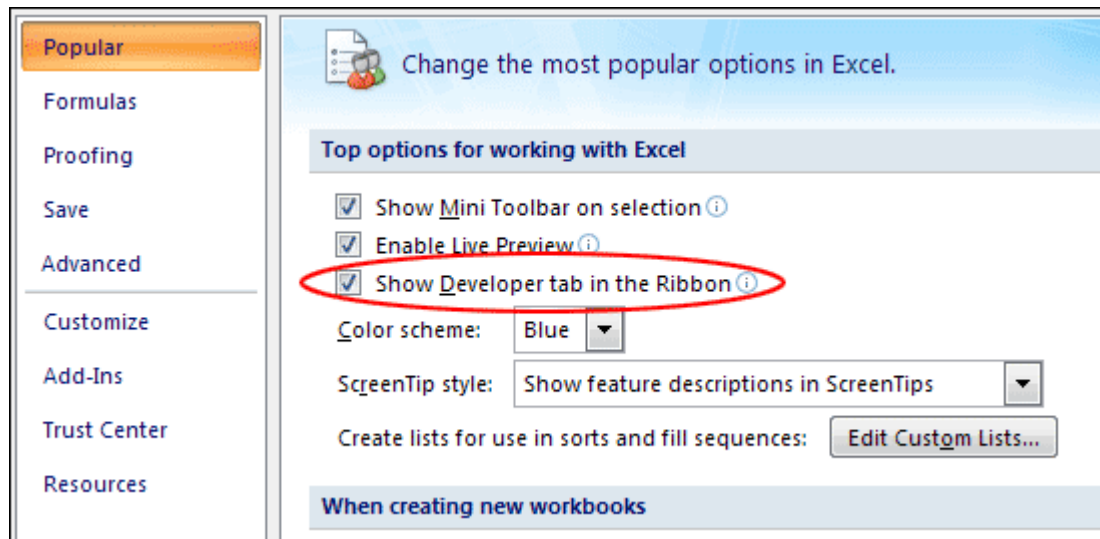 Popular
Formulas
Proofing
Save
Advanced
Customize
Add-Ins
Trust Center
Resources
Change the most popular options in Excel.
Top options for working with Excel
Show Mini Toolbar on selection
Enable Live Preview
Show Developer tab in the Ribbon
Color scheme: Blue
ScreenTip style: Show feature descriptions in ScreenTips
Create lists for use in sorts and fill sequences: Edit Custom Lists...
When creating new workbooks